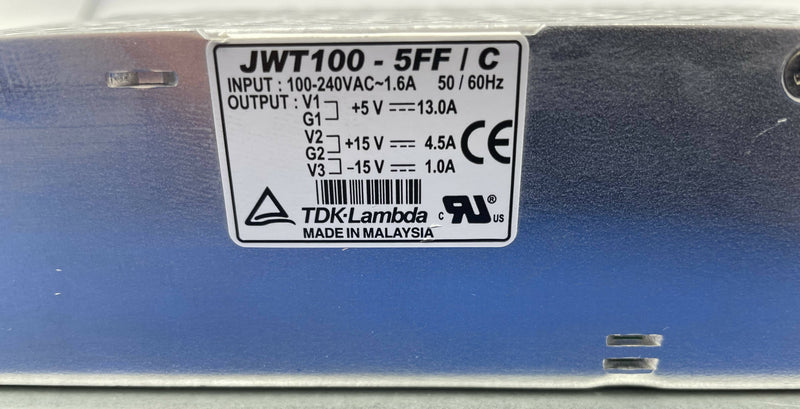 JWT100 - 5FF / C
INPUT : 100-240VAC~1.6A 50 / 60Hz
OUTPUT : V1 +5 V ⎓ 13.0A
G1
V2 +15 V ⎓ 4.5A
G2
V3 -15 V ⎓ 1.0A
CE
TDK·Lambda
c RU ® US
MADE IN MALAYSIA